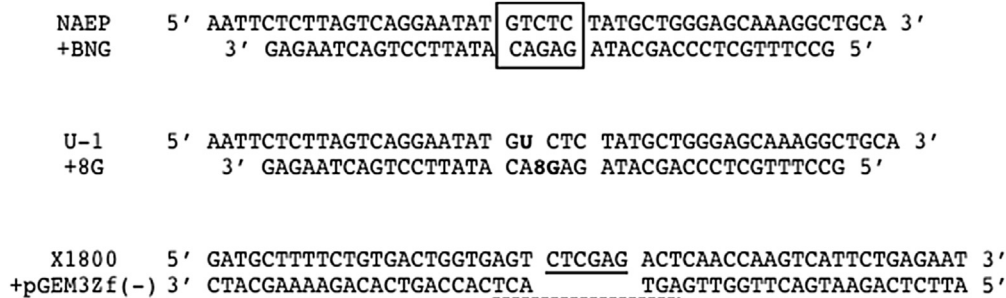 NAEP 5′ AATTCTCTTAGTCAGGAATAT GTCTC TATGCTGGGAGCAAAGGCTGCA 3′
+BNG 3′ GAGAATCAGTCCTTATA CAGAG ATACGACCCTCGTTTCCG 5′
U-1 5′ AATTCTCTTAGTCAGGAATAT GU CTC TATGCTGGGAGCAAAGGCTGCA 3′
+8G 3′ GAGAATCAGTCCTTATA CA8GAG ATACGACCCTCGTTTCCG 5′
X1800 5′ GATGCTTTTCTGTGACTGGTGAGT CTCGAG ACTCAACCAAGTCATTCTGAGAAT 3′
+pGEM3Zf(-) 3′ CTACGAAAAGACACTGACCACTCA TGAGTTGGTTCAGTAAGACTCTTA 5′